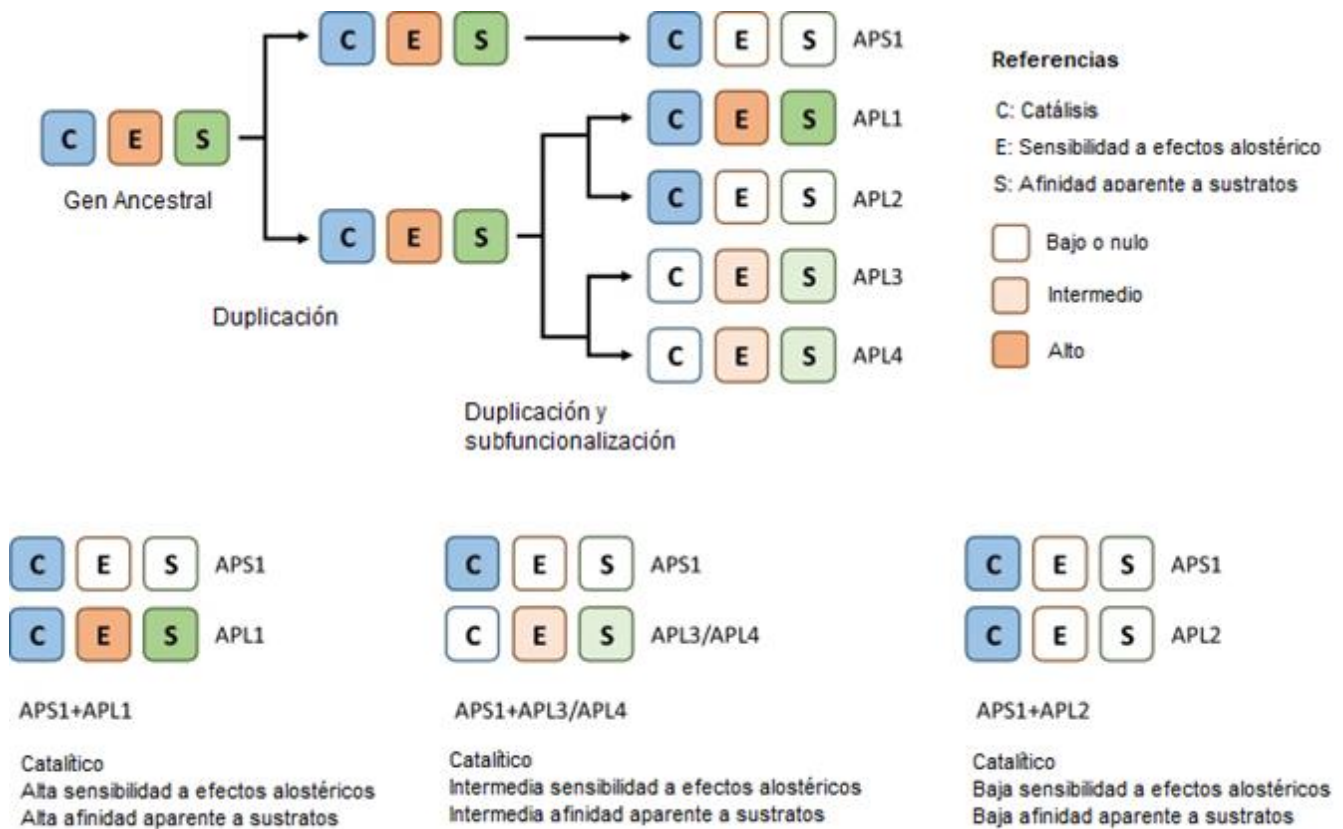 C E S
Gen Ancestral
C E S
C E S
Duplicación
C E S APS1
C E S APL1
C E S APL2
C E S APL3
C E S APL4
Duplicación y
subfuncionalización
Referencias
C: Catálisis
E: Sensibilidad a efectos alostérico
S: Afinidad aparente a sustratos
Bajo o nulo
Intermedio
Alto
C E S APS1
C E S APL1
APS1+APL1
Catalítico
Alta sensibilidad a efectos alostéricos
Alta afinidad aparente a sustratos
C E S APS1
C E S APL3/APL4
APS1+APL3/APL4
Catalítico
Intermedia sensibilidad a efectos alostéricos
Intermedia afinidad aparente a sustratos
C E S APS1
C E S APL2
APS1+APL2
Catalítico
Baja sensibilidad a efectos alostéricos
Baja afinidad aparente a sustratos